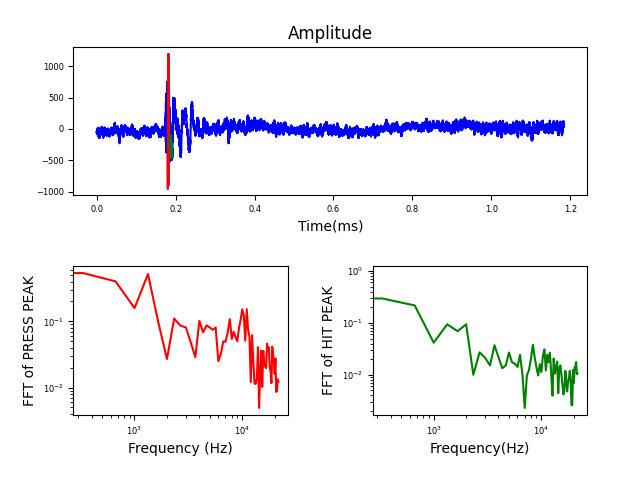 Amplitude
1000
500
0
−500
−1000
0.0 0.2 0.4 0.6 0.8 1.0 1.2
Time(ms)
FFT of PRESS PEAK
10⁻¹
10⁻²
10³ 10⁴
Frequency (Hz)
FFT of HIT PEAK
10⁰
10⁻¹
10⁻²
10³ 10⁴
Frequency(Hz)